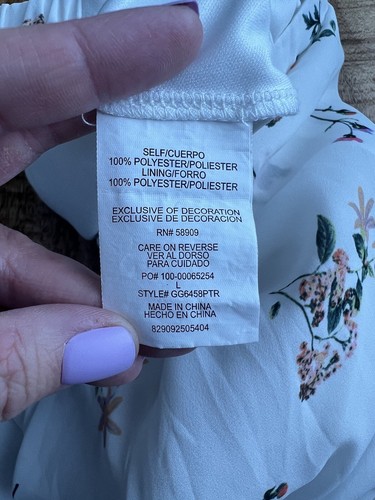 SELF/CUERPO
100% POLYESTER/POLIESTER
LINING/FORRO
100% POLYESTER/POLIESTER
EXCLUSIVE OF DECORATION
EXCLUSIVE DE DECORACION
RN# 58909
CARE ON REVERSE
VER AL DORSO
PARA CUIDADO
PO# 100-00065254
L
STYLE# GG6458PTR
MADE IN CHINA
HECHO EN CHINA
829092505404